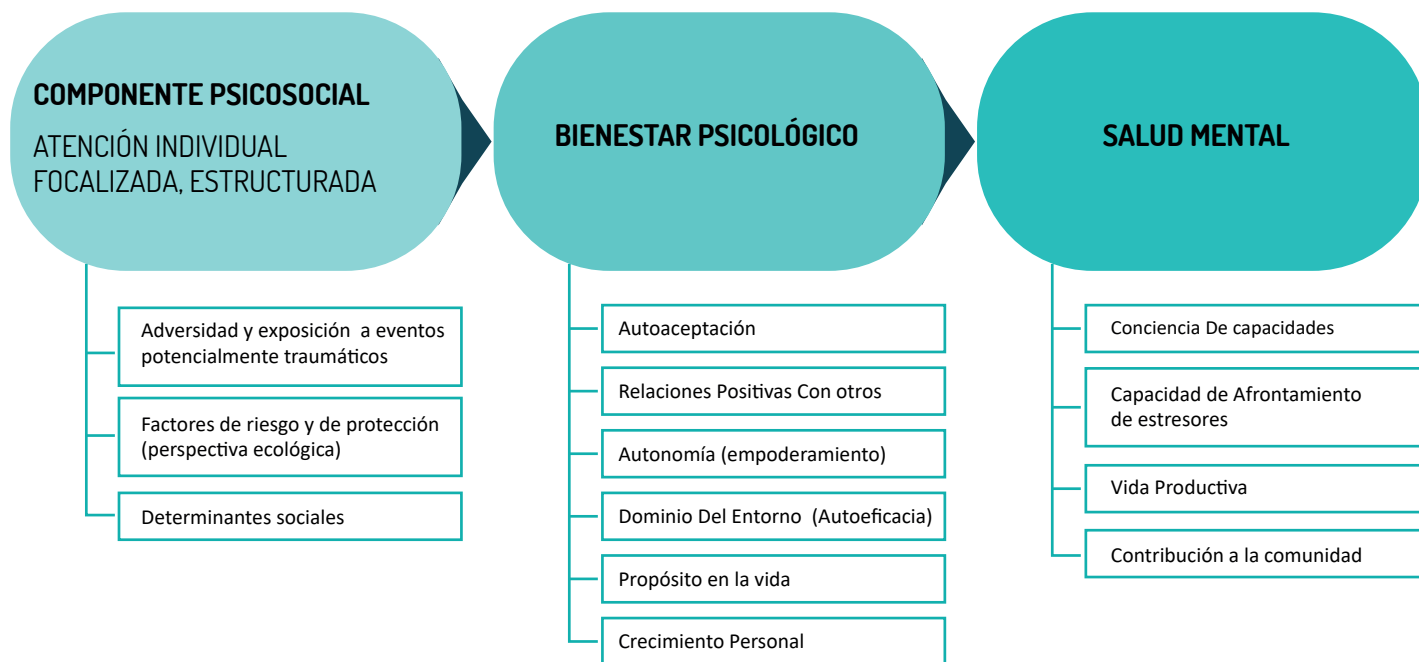 COMPONENTE PSICOSOCIAL
ATENCIÓN INDIVIDUAL
FOCALIZADA, ESTRUCTURADA
Adversidad y exposición a eventos
potencialmente traumáticos
Factores de riesgo y de protección
(perspectiva ecológica)
Determinantes sociales
BIENESTAR PSICOLÓGICO
Autoaceptación
Relaciones Positivas Con otros
Autonomía (empoderamiento)
Dominio Del Entorno (Autoeficacia)
Propósito en la vida
Crecimiento Personal
SALUD MENTAL
Conciencia De capacidades
Capacidad de Afrontamiento
de estresores
Vida Productiva
Contribución a la comunidad